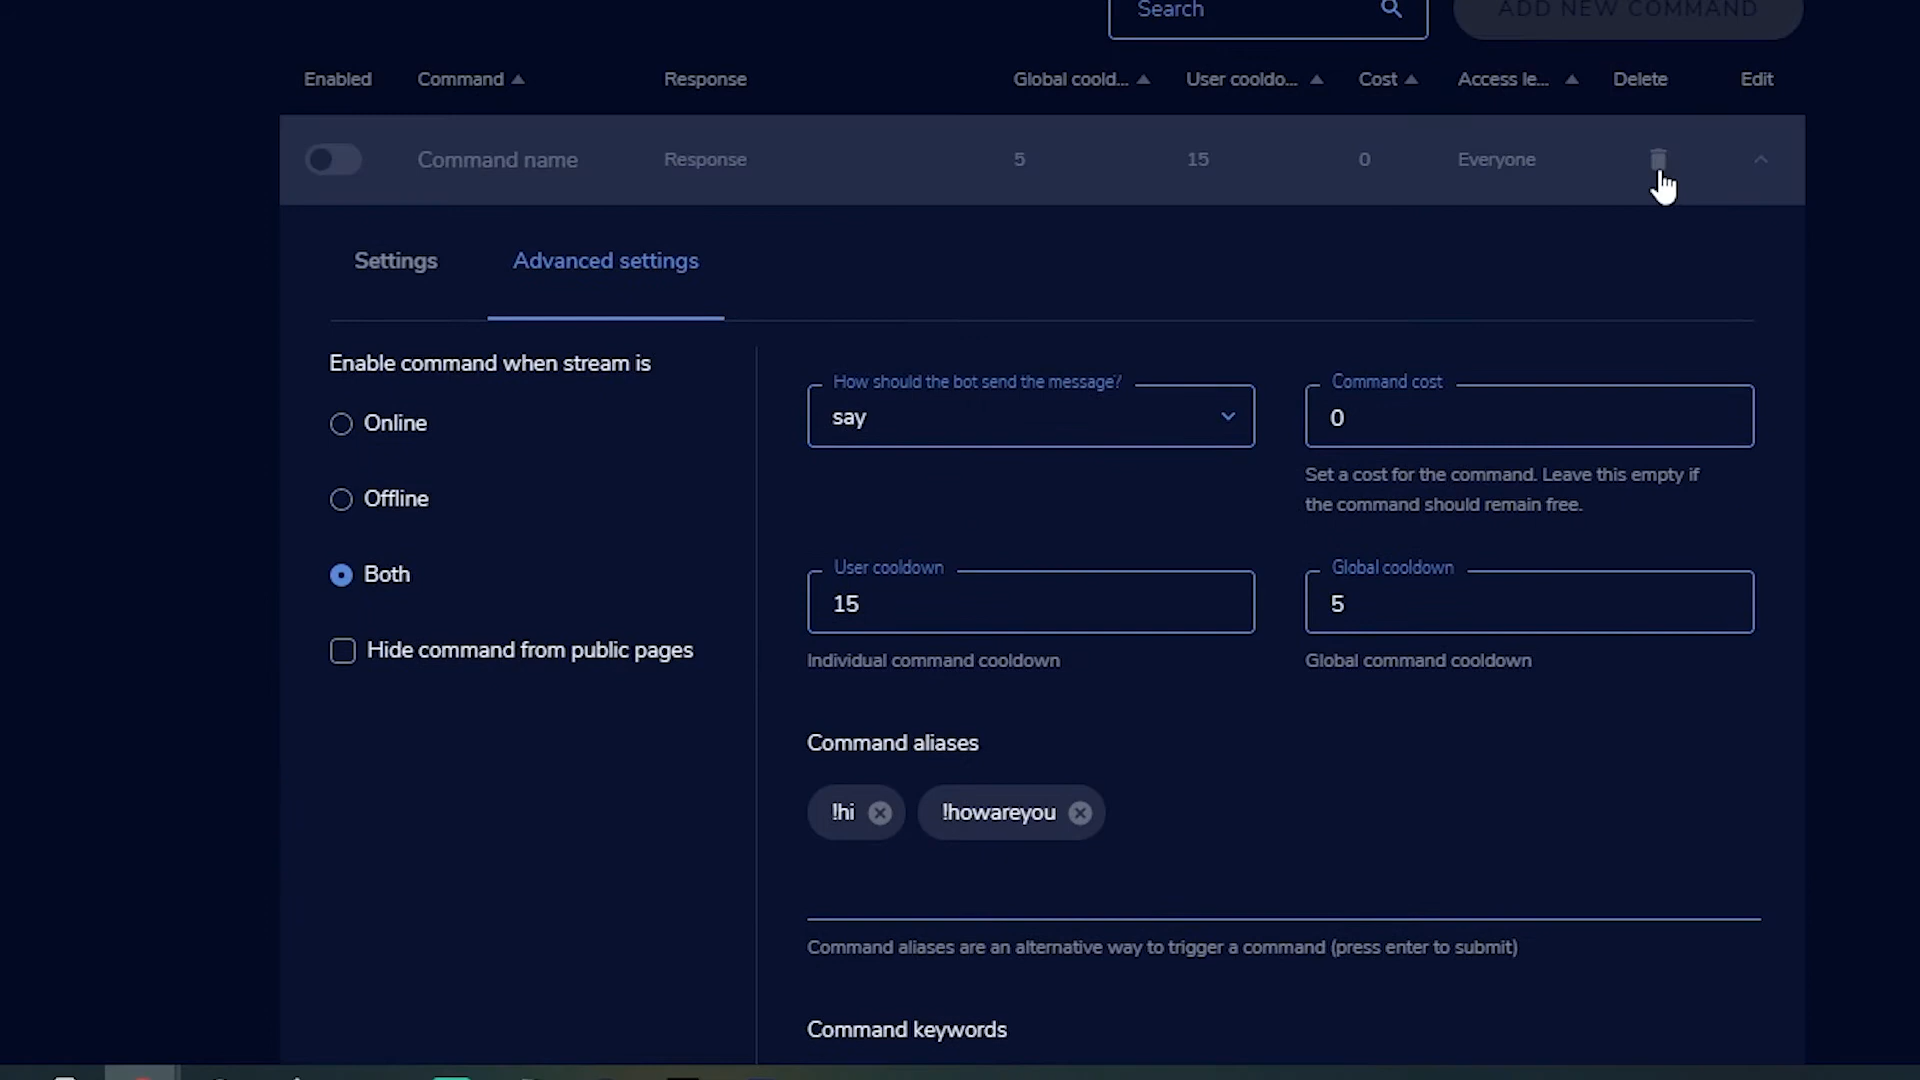 Search
ADD NEW COMMAND
Enabled Command Response Global coold... User cooldo... Cost Access le... Delete Edit
Command name Response 5 15 0 Everyone
Settings Advanced settings
Enable command when stream is
Online
Offline
Both
Hide command from public pages
How should the bot send the message?
say
Command cost
0
Set a cost for the command. Leave this empty if
the command should remain free.
User cooldown
15
Individual command cooldown
Global cooldown
5
Global command cooldown
Command aliases
!hi !howareyou
Command aliases are an alternative way to trigger a command (press enter to submit)
Command keywords